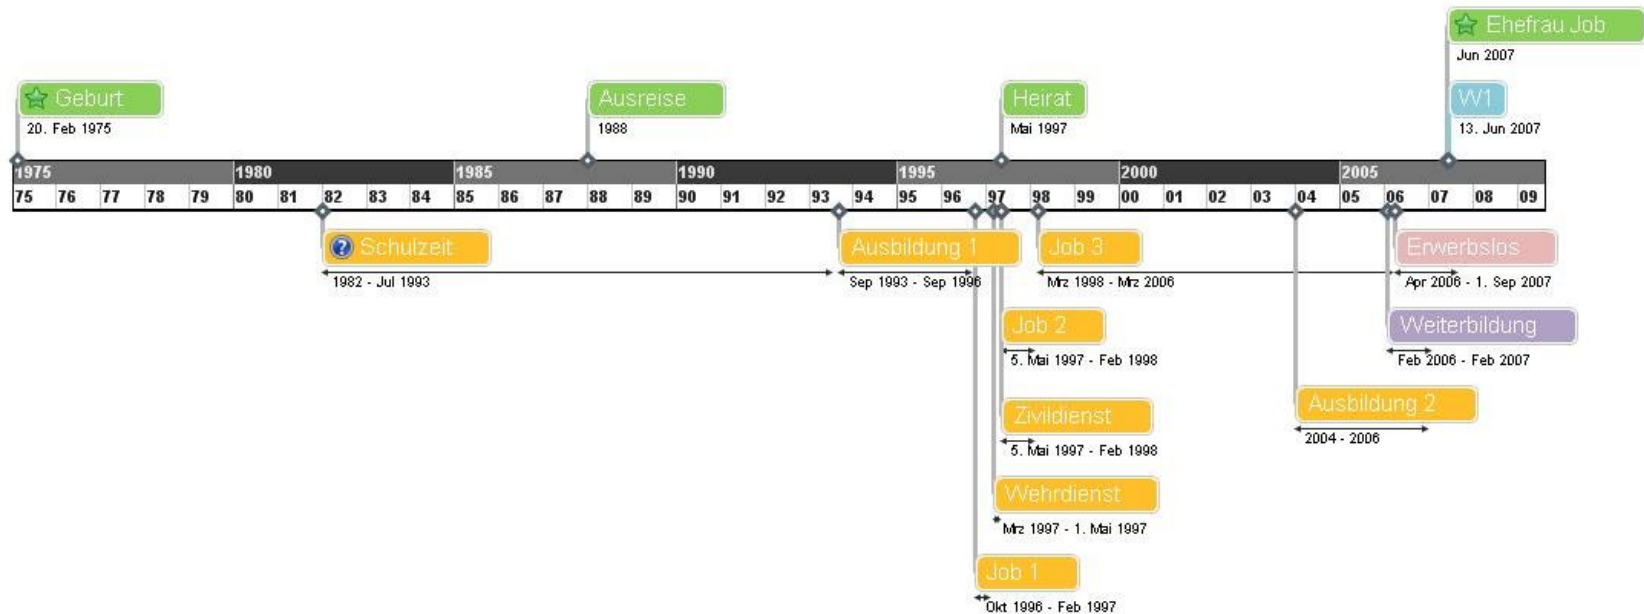 Ehefrau Job
Jun 2007
Geburt
20. Feb 1975
Ausreise
1988
Heirat
Mai 1997
W1
13. Jun 2007
1975 1980 1985 1990 1995 2000 2005
75 76 77 78 79 80 81 82 83 84 85 86 87 88 89 90 91 92 93 94 95 96 97 98 99 00 01 02 03 04 05 06 07 08 09
? Schulzeit
1982 - Jul 1993
Ausbildung 1
Sep 1993 - Sep 1996
Job 3
Mrz 1998 - Mrz 2006
Erwerbslos
Apr 2006 - 1. Sep 2007
Job 2
5. Mai 1997 - Feb 1998
Weiterbildung
Feb 2006 - Feb 2007
Zivildienst
5. Mai 1997 - Feb 1998
Ausbildung 2
2004 - 2006
Wehrdienst
Mrz 1997 - 1. Mai 1997
Job 1
Okt 1996 - Feb 1997